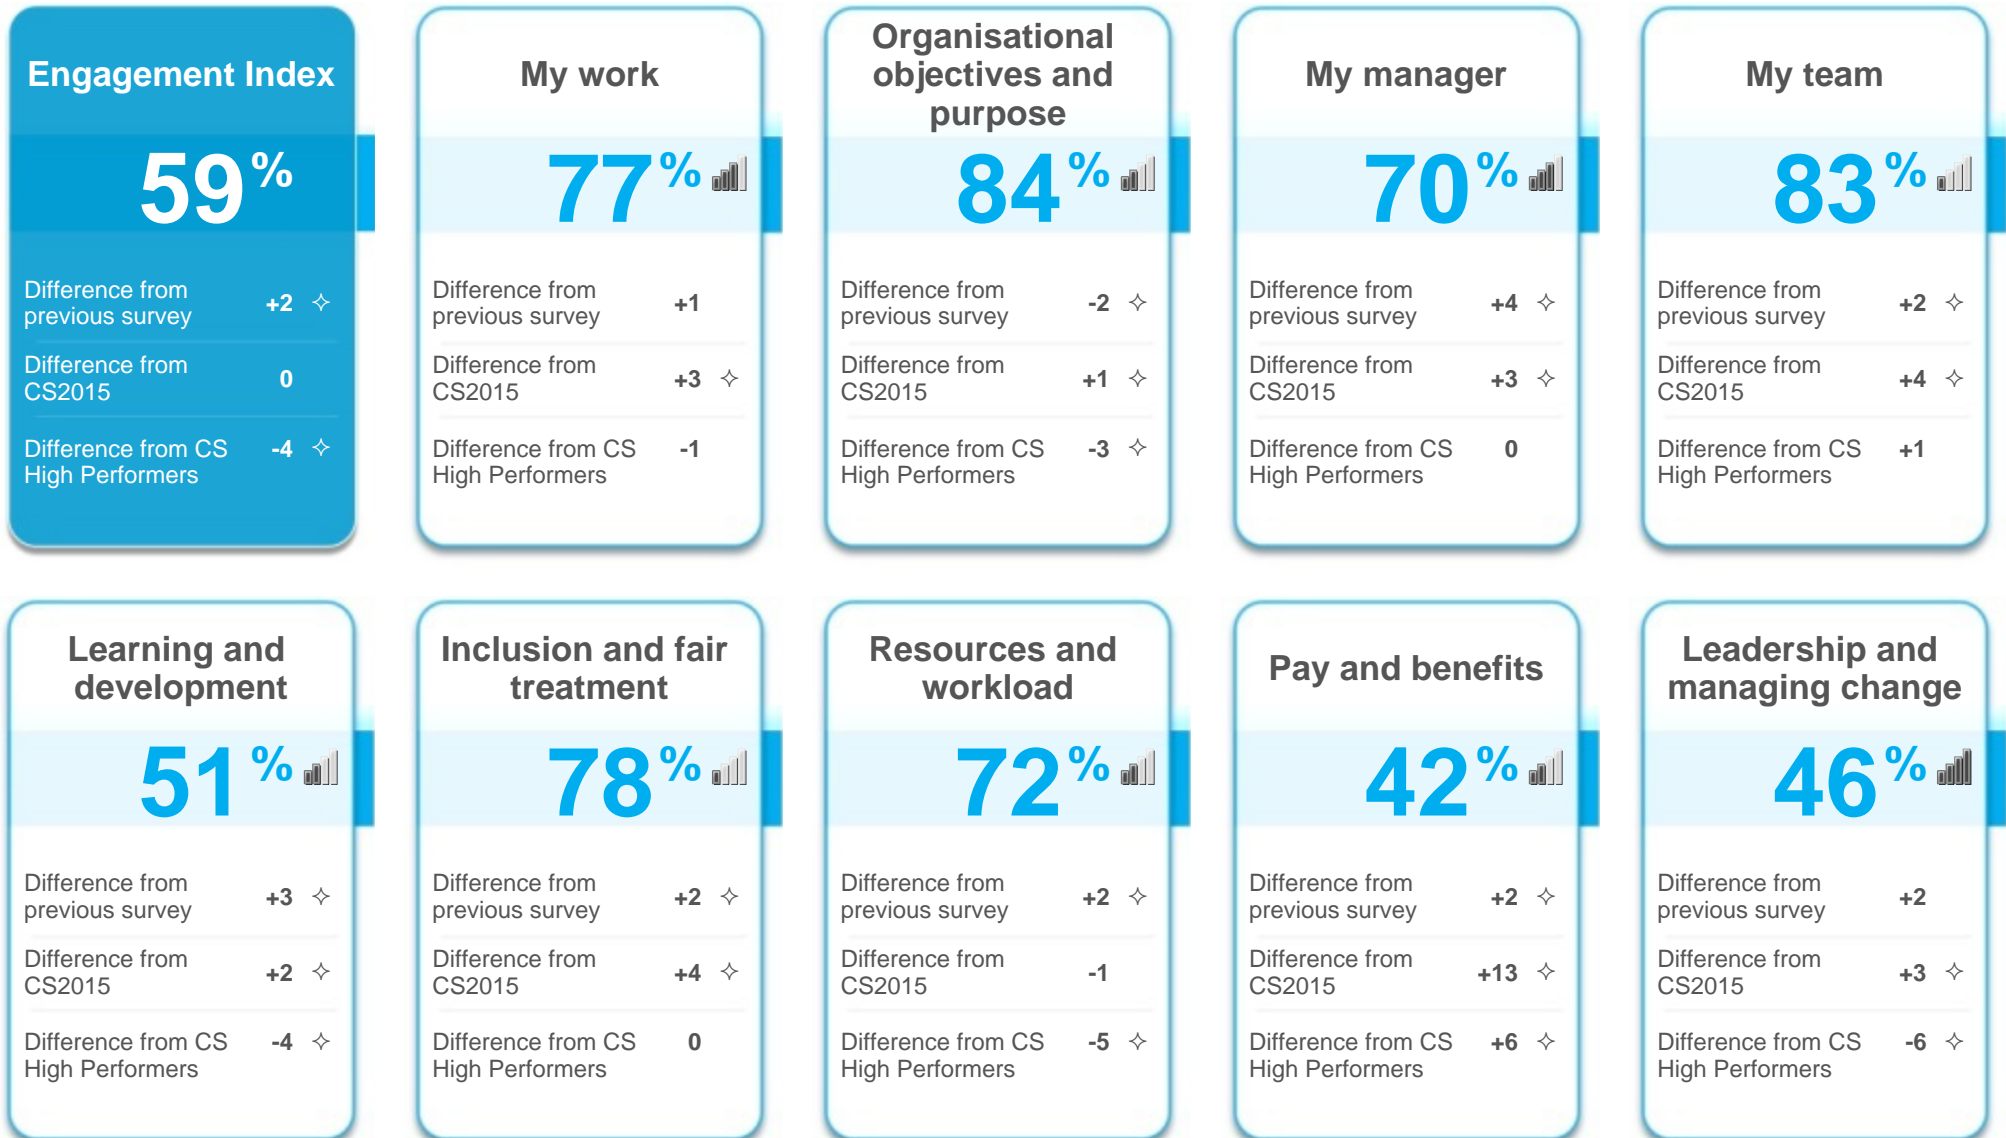 Engagement Index
59%
Difference from
previous survey
+2 ✧
Difference from
CS2015
0
Difference from CS
High Performers
-4 ✧
My work
77%
Difference from
previous survey
+1
Difference from
CS2015
+3 ✧
Difference from CS
High Performers
-1
Organisational
objectives and
purpose
84%
Difference from
previous survey
-2 ✧
Difference from
CS2015
+1 ✧
Difference from CS
High Performers
-3 ✧
My manager
70%
Difference from
previous survey
+4 ✧
Difference from
CS2015
+3 ✧
Difference from CS
High Performers
0
My team
83%
Difference from
previous survey
+2 ✧
Difference from
CS2015
+4 ✧
Difference from CS
High Performers
+1
Learning and
development
51%
Difference from
previous survey
+3 ✧
Difference from
CS2015
+2 ✧
Difference from CS
High Performers
-4 ✧
Inclusion and fair
treatment
78%
Difference from
previous survey
+2 ✧
Difference from
CS2015
+4 ✧
Difference from CS
High Performers
0
Resources and
workload
72%
Difference from
previous survey
+2 ✧
Difference from
CS2015
-1
Difference from CS
High Performers
-5 ✧
Pay and benefits
42%
Difference from
previous survey
+2 ✧
Difference from
CS2015
+13 ✧
Difference from CS
High Performers
+6 ✧
Leadership and
managing change
46%
Difference from
previous survey
+2
Difference from
CS2015
+3 ✧
Difference from CS
High Performers
-6 ✧